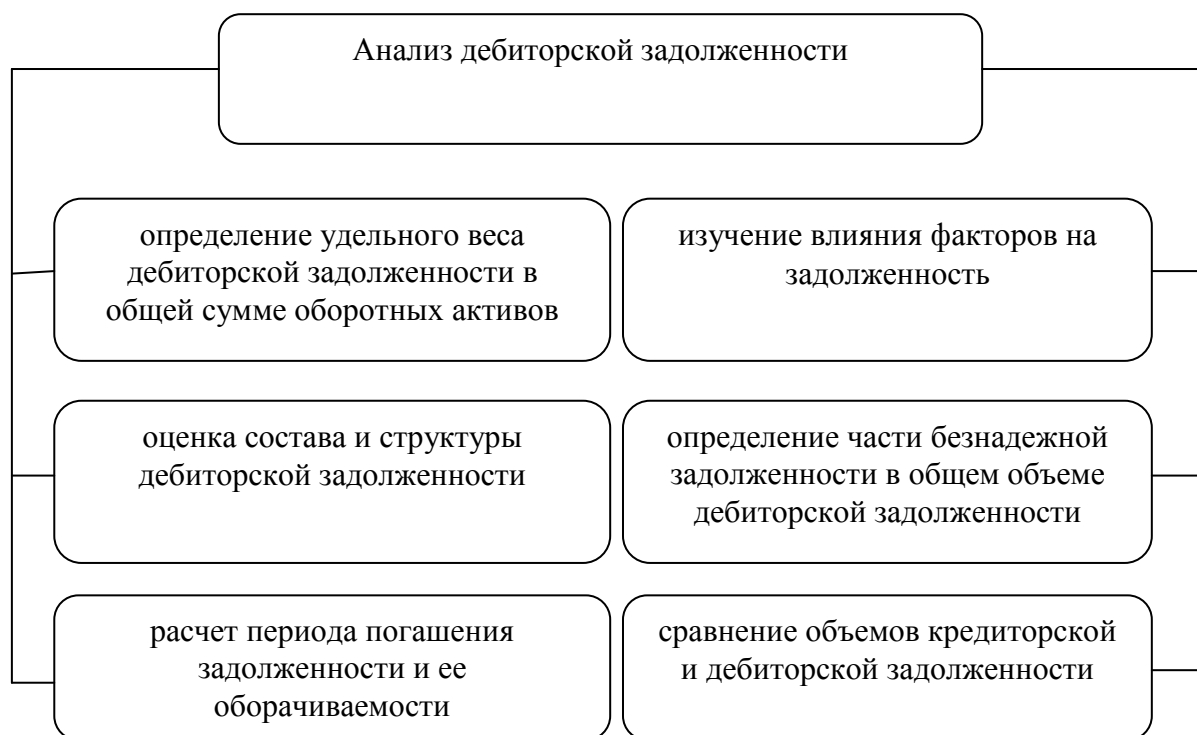 Анализ дебиторской задолженности
определение удельного веса
дебиторской задолженности в
общей сумме оборотных активов
изучение влияния факторов на
задолженность
оценка состава и структуры
дебиторской задолженности
определение части безнадежной
задолженности в общем объеме
дебиторской задолженности
расчет периода погашения
задолженности и ее
оборачиваемости
сравнение объемов кредиторской
и дебиторской задолженности